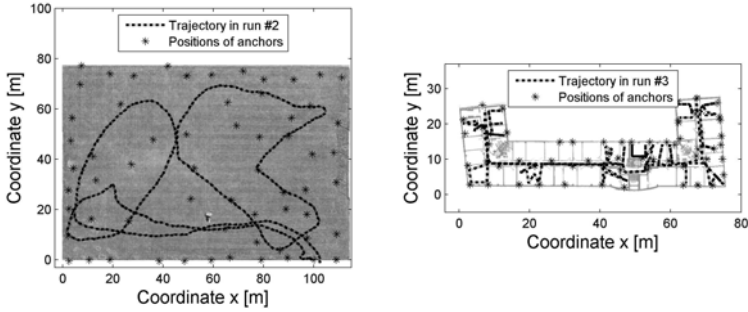 Trajectory in run #2
Positions of anchors
Coordinate y [m]
100
80
60
40
20
0
0 20 40 60 80 100
Coordinate x [m]
Trajectory in run #3
Positions of anchors
Coordinate y [m]
30
20
10
0
0 20 40 60 80
Coordinate x [m]